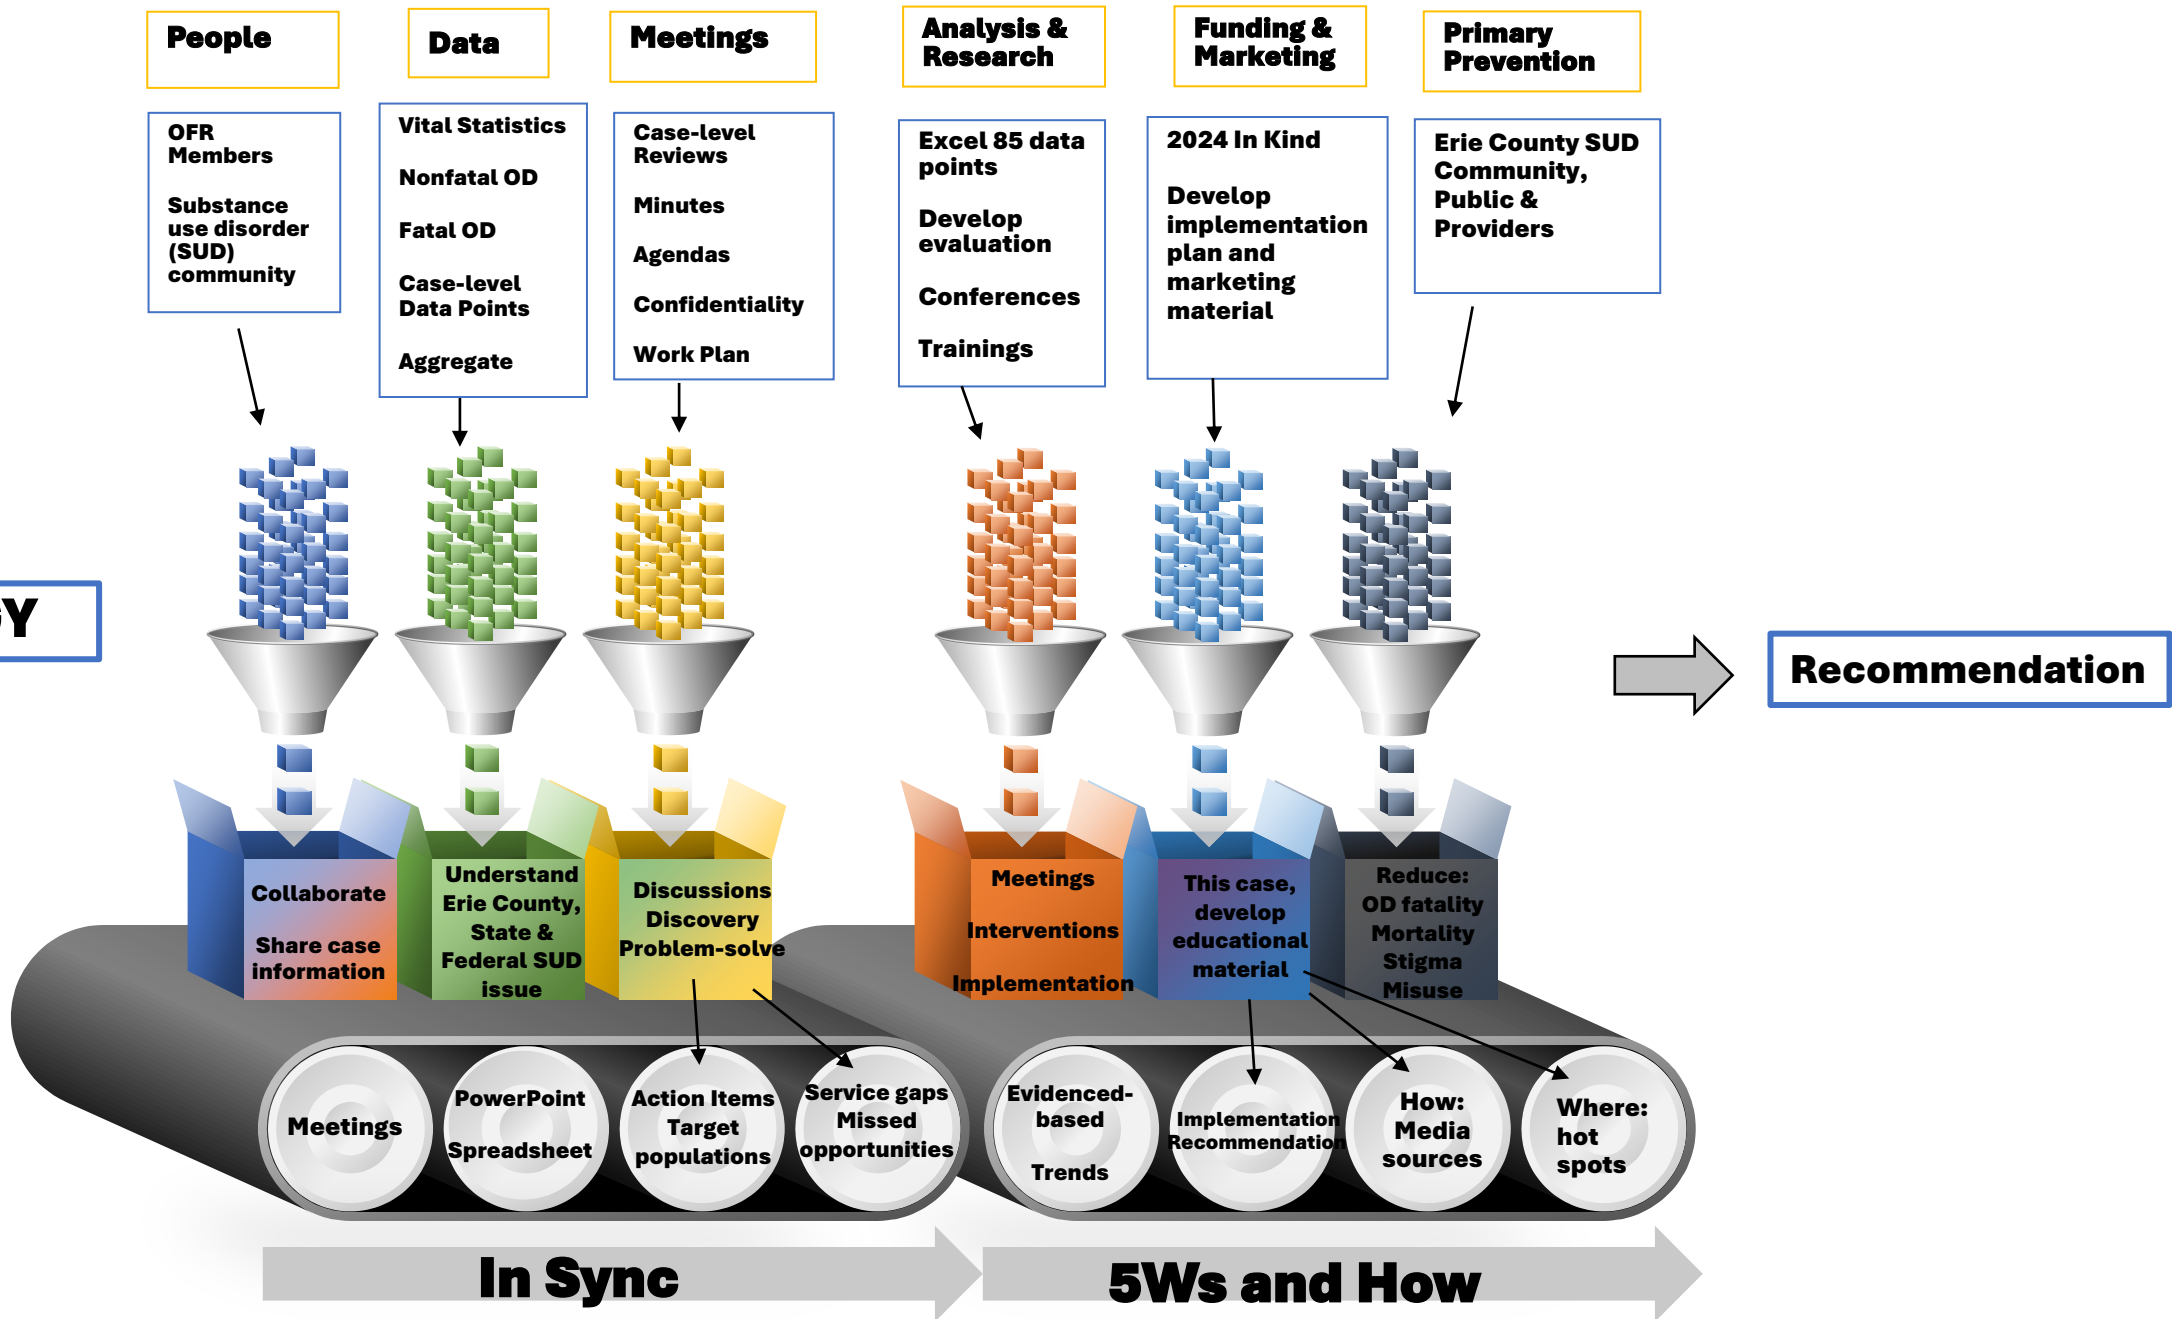 People
Data
Meetings
Analysis &
Research
Funding &
Marketing
Primary
Prevention
OFR
Members
Substance
use disorder
(SUD)
community
Vital Statistics
Nonfatal OD
Fatal OD
Case-level
Data Points
Aggregate
Case-level
Reviews
Minutes
Agendas
Confidentiality
Work Plan
Excel 85 data
points
Develop
evaluation
Conferences
Trainings
2024 In Kind
Develop
implementation
plan and
marketing
material
Erie County SUD
Community,
Public &
Providers
Recommendation
Collaborate
Share case
information
Understand
Erie County,
State &
Federal SUD
issue
Discussions
Discovery
Problem-solve
Meetings
Interventions
Implementation
This case,
develop
educational
material
Reduce:
OD fatality
Mortality
Stigma
Misuse
Meetings
PowerPoint
Spreadsheet
Action Items
Target
populations
Service gaps
Missed
opportunities
Evidenced-
based
Trends
Implementation
Recommendation
How:
Media
sources
Where:
hot
spots
In Sync
5Ws and How